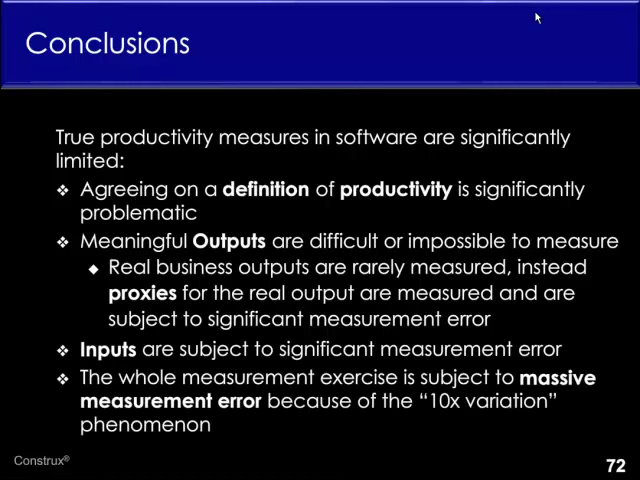 Conclusions
True productivity measures in software are significantly
limited:
❖ Agreeing on a definition of productivity is significantly
problematic
❖ Meaningful Outputs are difficult or impossible to measure
◆ Real business outputs are rarely measured, instead
proxies for the real output are measured and are
subject to significant measurement error
❖ Inputs are subject to significant measurement error
❖ The whole measurement exercise is subject to massive
measurement error because of the “10x variation”
phenomenon
Construx®
72